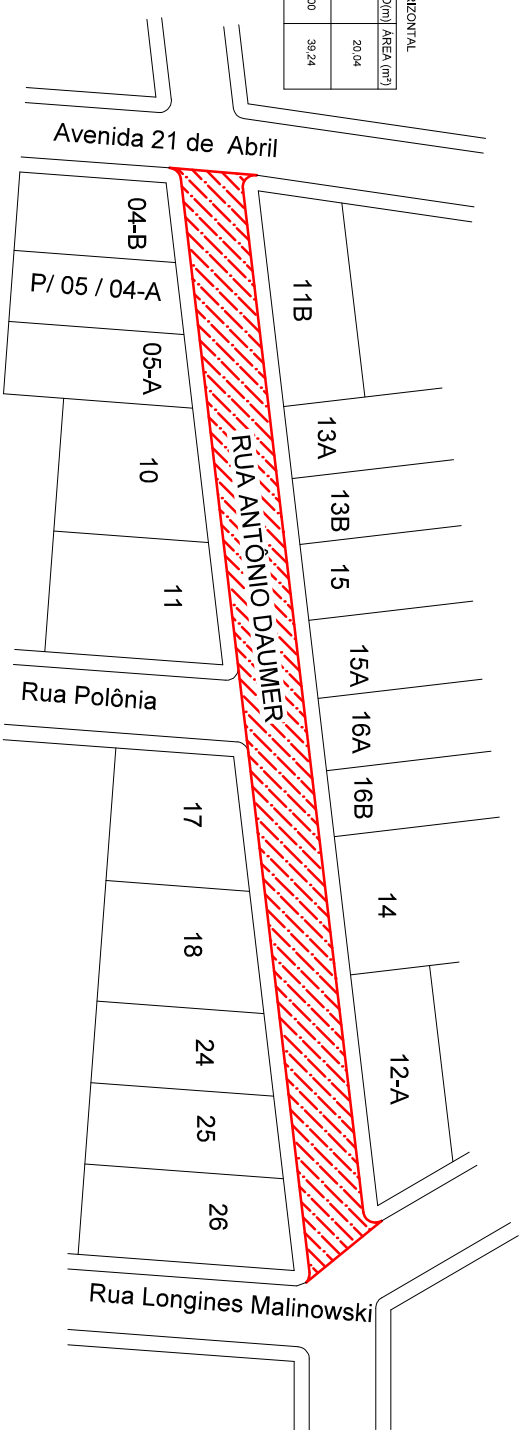 RIZONTAL
ÁREA (m²)
20,04
39,24
Avenida 21 de Abril
04-B
P/ 05 / 04-A
05-A
10
11
11B
13A
13B
15
15A
16A
16B
14
12-A
RUA ANTÔNIO DAUMER
Rua Polônia
17
18
24
25
26
Rua Longines Malinowski